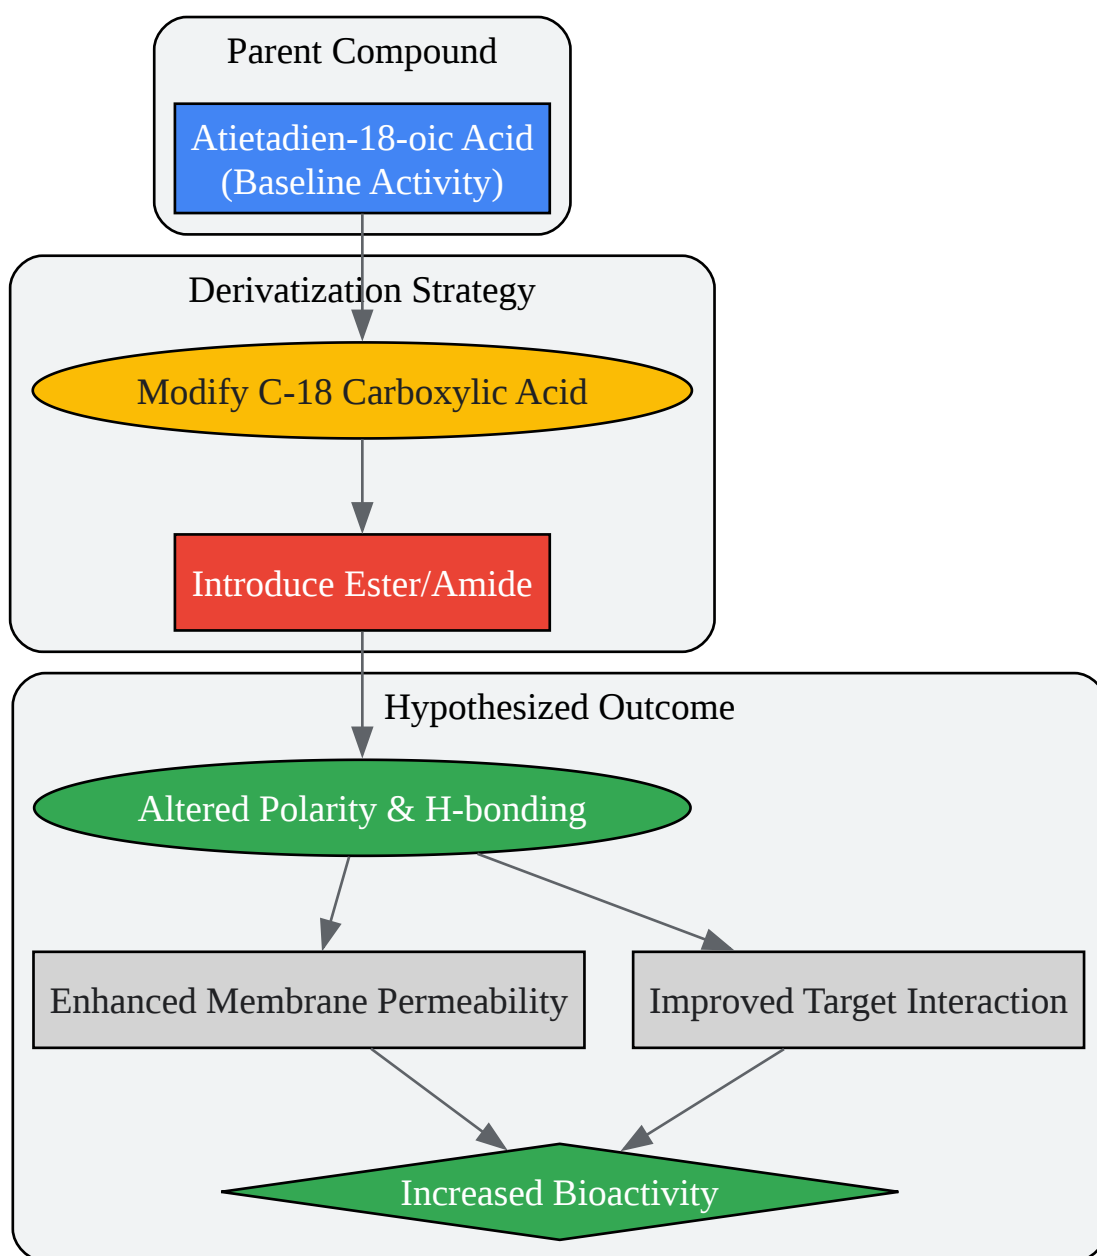 Parent Compound
Atietadien-18-oic Acid
(Baseline Activity)
Derivatization Strategy
Modify C-18 Carboxylic Acid
Introduce Ester/Amide
Hypothesized Outcome
Altered Polarity & H-bonding
Enhanced Membrane Permeability
Improved Target Interaction
Increased Bioactivity